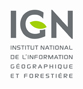 IGN
INSTITUT NATIONAL
DE L'INFORMATION
GÉOGRAPHIQUE
ET FORESTIÈRE